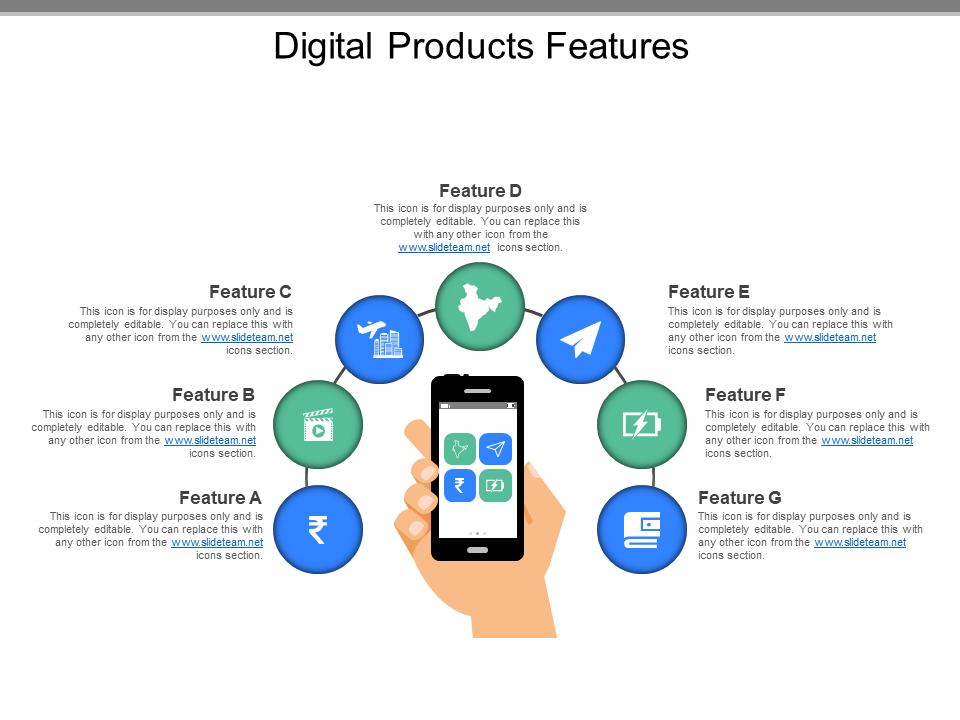 Digital Products Features
Feature D
This icon is for display purposes only and is
completely editable. You can replace this
with any other icon from the
www.slideteam.net icons section.
Feature C
This icon is for display purposes only and is
completely editable. You can replace this with
any other icon from the www.slideteam.net
icons section.
Feature E
This icon is for display purposes only and is
completely editable. You can replace this with
any other icon from the www.slideteam.net
icons section.
Feature B
This icon is for display purposes only and is
completely editable. You can replace this with
any other icon from the www.slideteam.net
icons section.
Feature F
This icon is for display purposes only and is
completely editable. You can replace this with
any other icon from the www.slideteam.net
icons section.
Feature A
This icon is for display purposes only and is
completely editable. You can replace this with
any other icon from the www.slideteam.net
icons section.
₹
₹
Feature G
This icon is for display purposes only and is
completely editable. You can replace this with
any other icon from the www.slideteam.net
icons section.